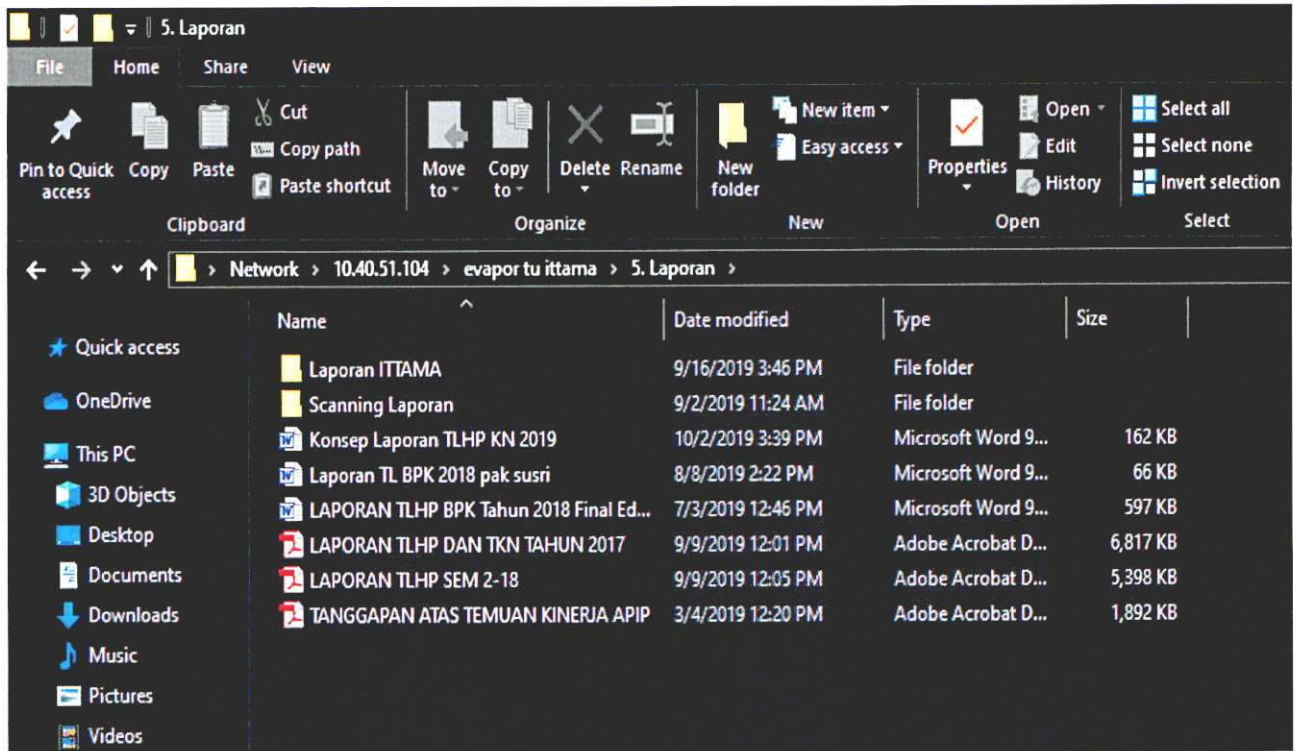 5. Laporan
File Home Share View
Pin to Quick access
Copy
Paste
Cut
Copy path
Paste shortcut
Clipboard
Move to
Copy to
Delete
Rename
Organize
New folder
New item
Easy access
New
Properties
Open
Edit
History
Open
Select all
Select none
Invert selection
Select
Network > 10.40.51.104 > evapor tu ittama > 5. Laporan >
Quick access
OneDrive
This PC
3D Objects
Desktop
Documents
Downloads
Music
Pictures
Videos
Name Date modified Type Size
Laporan ITTAMA 9/16/2019 3:46 PM File folder
Scanning Laporan 9/2/2019 11:24 AM File folder
Konsep Laporan TLHP KN 2019 10/2/2019 3:39 PM Microsoft Word 9... 162 KB
Laporan TL BPK 2018 pak susri 8/8/2019 2:22 PM Microsoft Word 9... 66 KB
LAPORAN TLHP BPK Tahun 2018 Final Ed... 7/3/2019 12:46 PM Microsoft Word 9... 597 KB
LAPORAN TLHP DAN TKN TAHUN 2017 9/9/2019 12:01 PM Adobe Acrobat D... 6,817 KB
LAPORAN TLHP SEM 2-18 9/9/2019 12:05 PM Adobe Acrobat D... 5,398 KB
TANGGAPAN ATAS TEMUAN KINERJA APIP 3/4/2019 12:20 PM Adobe Acrobat D... 1,892 KB